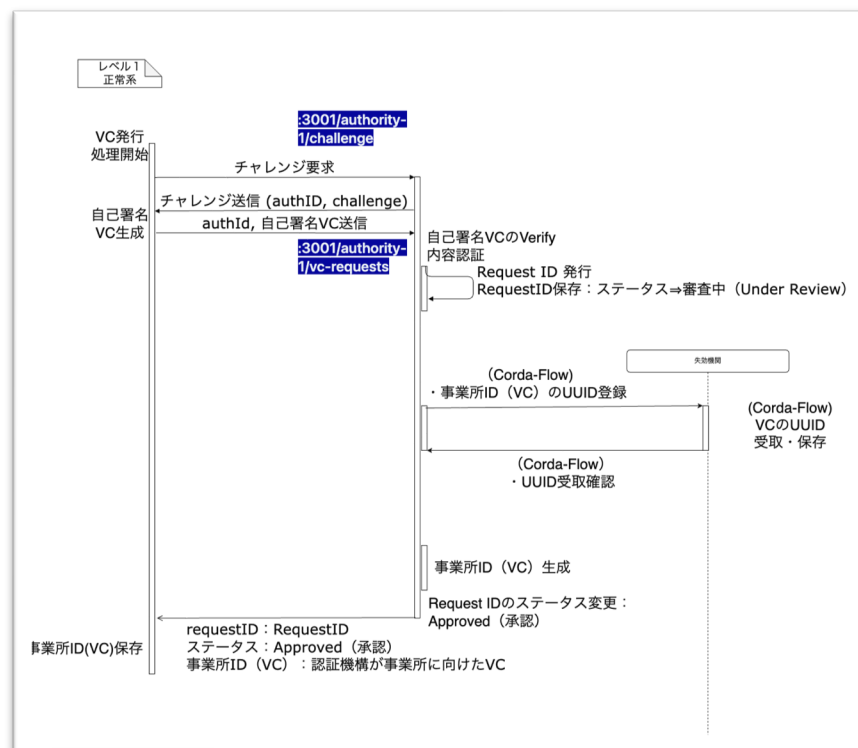 レベル１
正常系
:3001/authority-
1/challenge
VC発行
処理開始
チャレンジ要求
チャレンジ送信 (authID, challenge)
自己署名
VC生成
authId, 自己署名VC送信
:3001/authority-
1/vc-requests
自己署名VCのVerify
内容認証
Request ID 発行
RequestID保存：ステータス⇒審査中（Under Review）
失効機関
（Corda-Flow）
・事業所ID（VC）のUUID登録
(Corda-Flow)
VCのUUID
受取・保存
（Corda-Flow）
・UUID受取確認
事業所ID（VC）生成
Request IDのステータス変更：
Approved（承認）
requestID：RequestID
ステータス：Approved（承認）
事業所ID（VC）：認証機構が事業所に向けたVC
事業所ID(VC)保存